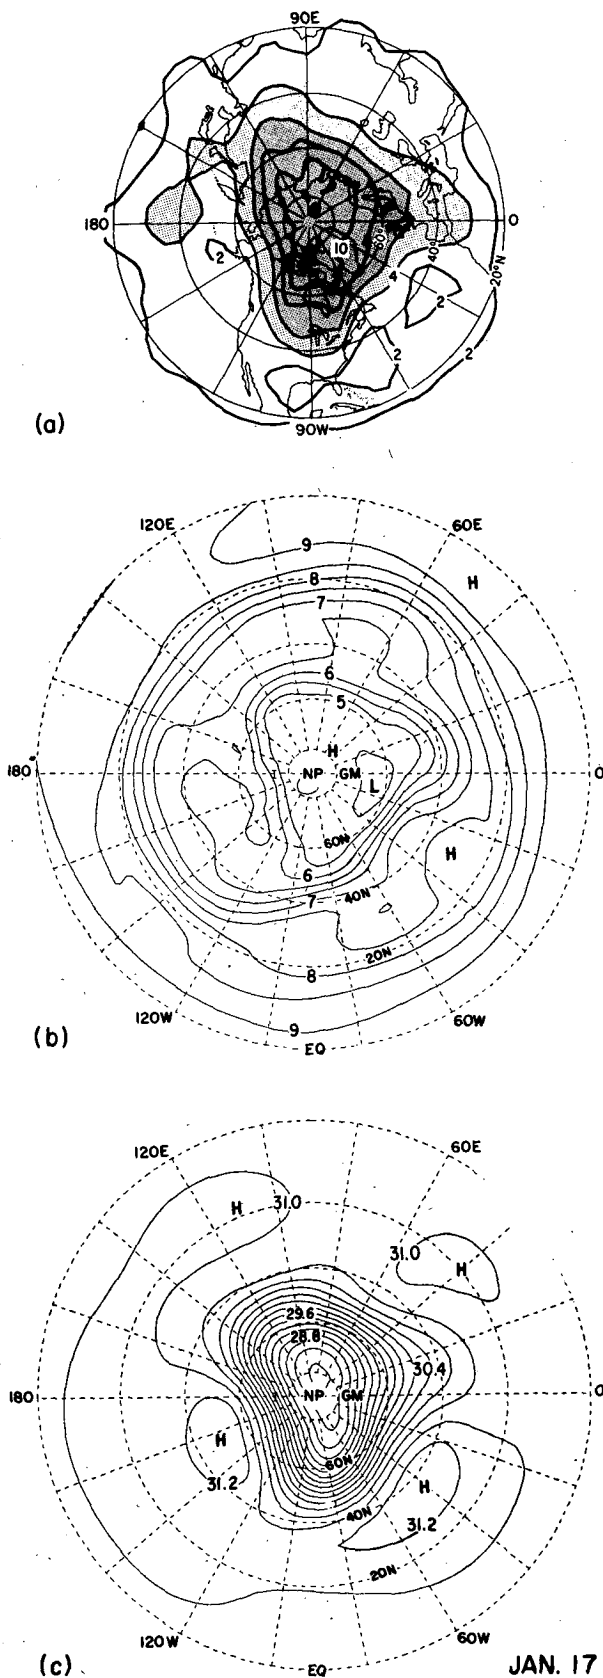 90E
180
0
2
10
60°
40°
20°N
4
2
2
2
90W
(a)
120E
60E
9
8
7
H
6
5
H
180°
NP
GM
0
L
60N
H
6
7
40N
20N
8
120W
60W
9
EQ
(b)
120E
60E
H
31.0
31.0
H
29.6
28.8
30.4
180
NP
GM
0
H
60N
H
31.2
31.2
40N
20N
120W
60W
EQ
(c)
JAN. 17